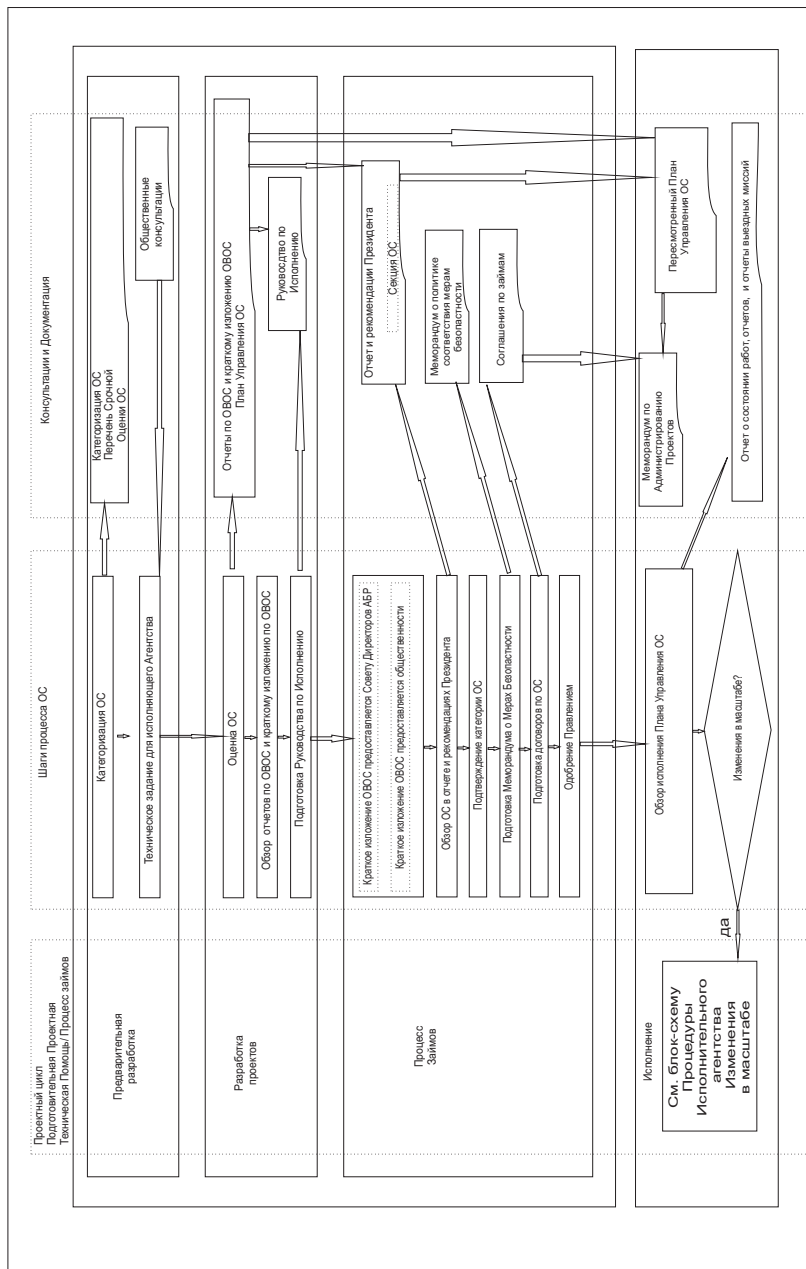 Проектный цикл
Подготовительная Проектная
Техническая Помощь/ Процесс займов
Шаги процесса ОС
Консультации и Документация
Предварительная
разработка
Категоризация ОС
Техническое задание для исполняющего Агентства
Категоризация ОС
Перечень Срочной
Оценки ОС
Общественные
консультации
Разработка
проектов
Оценка ОС
Обзор отчетов по ОВОС и краткому изложению по ОВОС
Подготовка Руководства по Исполнению
Отчеты по ОВОС и краткому изложению ОВОС
План Управления ОС
Руковосдтво по
Исполнению
Процесс
Займов
Краткое изложение ОВОС предоставляется Совету Директоров АБР
Краткое изложение ОВОС предоставляется общественности
Обзор ОС в отчете и рекомендациях Президента
Подтверждение категории ОС
Подготовка Меморандума о Мерах Безопастности
Подготовка договоров по ОС
Одобрение Правлением
Отчет и рекомендации Президента
Секция ОС
Меморандум о политике
соответствия мерам
безопастности
Соглашения по займам
Исполнение
См. блок-схему
Процедуры
Исполнительного
агентства
Изменения
в масштабе
да
Обзор исполнения Плана Управления ОС
Изменения в масштабе?
Меморандум по
Администрированию
Проектов
Пересмотренный План
Управления ОС
Отчет о состоянии работ, отчетов, и отчеты выездных миссий